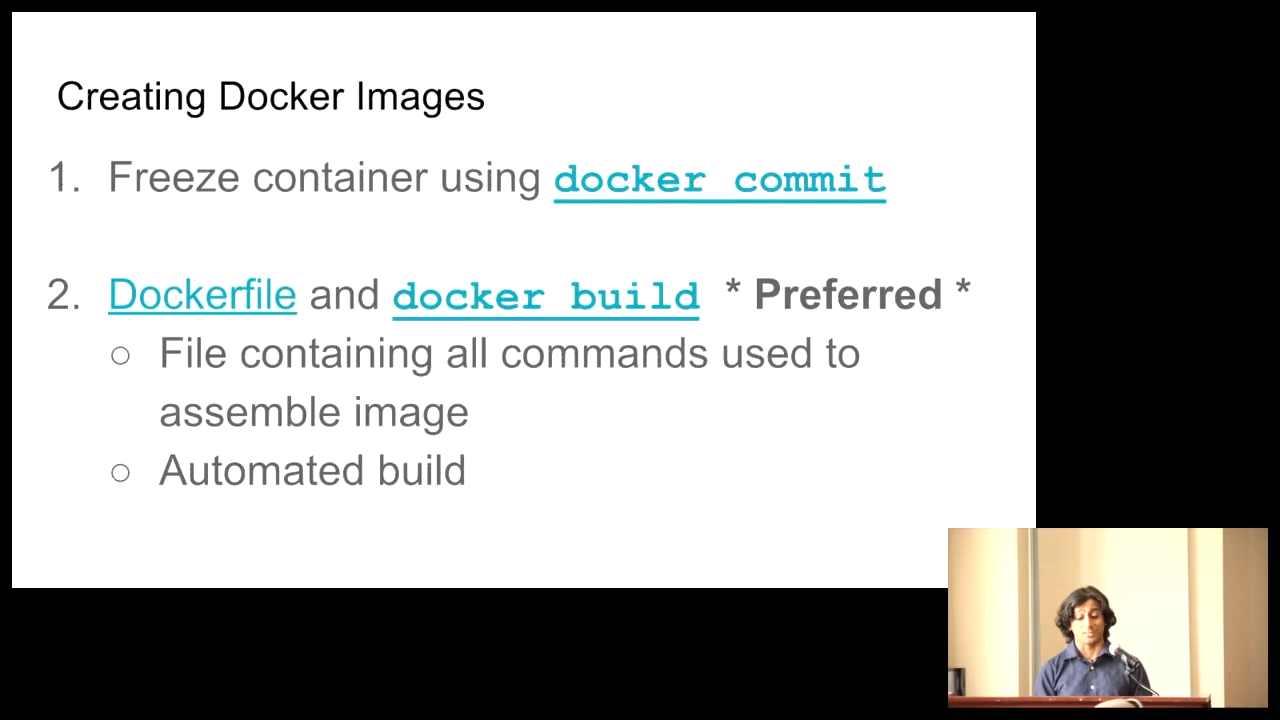 Creating Docker Images
1. Freeze container using docker commit
2. Dockerfile and docker build * Preferred *
○ File containing all commands used to
assemble image
○ Automated build